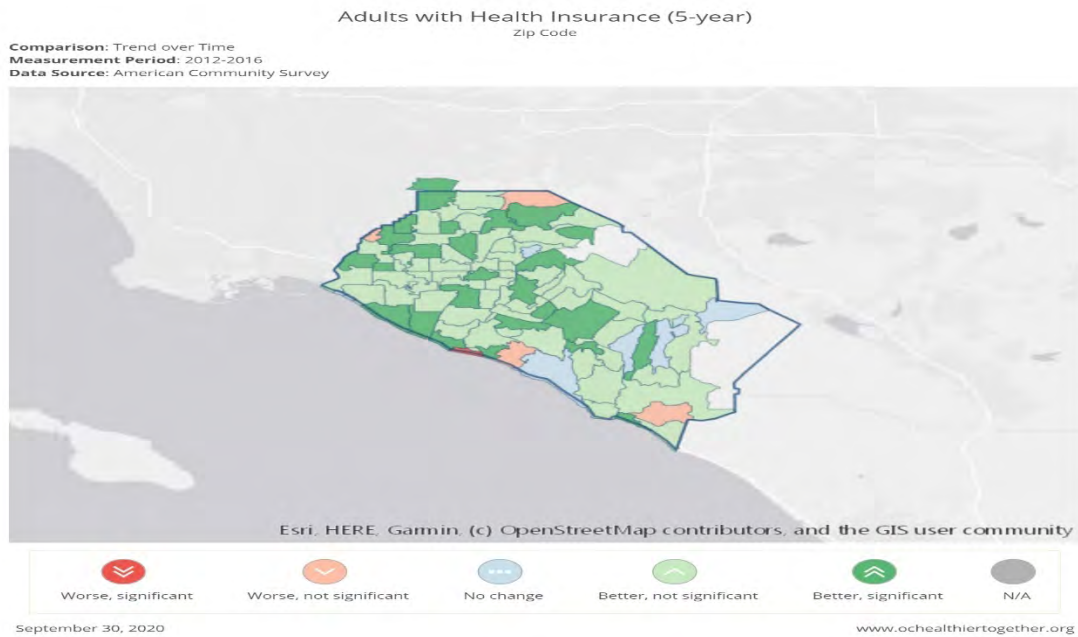 Adults with Health Insurance (5-year)
Zip Code
Comparison: Trend over Time
Measurement Period: 2012-2016
Data Source: American Community Survey
Esri, HERE, Garmin, (c) OpenStreetMap contributors, and the GIS user community
Worse, significant
Worse, not significant
No change
Better, not significant
Better, significant
N/A
September 30, 2020
www.ochealthiertogether.org